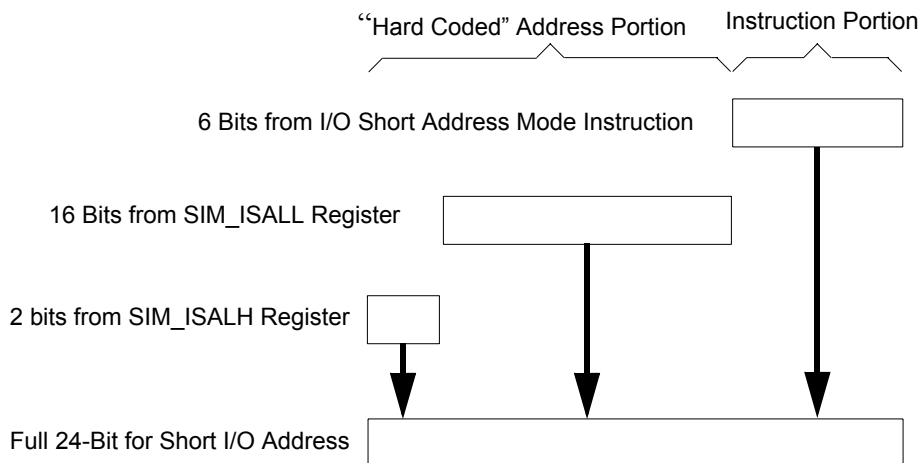 “Hard Coded” Address Portion
Instruction Portion
6 Bits from I/O Short Address Mode Instruction
16 Bits from SIM_ISALL Register
2 bits from SIM_ISALH Register
Full 24-Bit for Short I/O Address